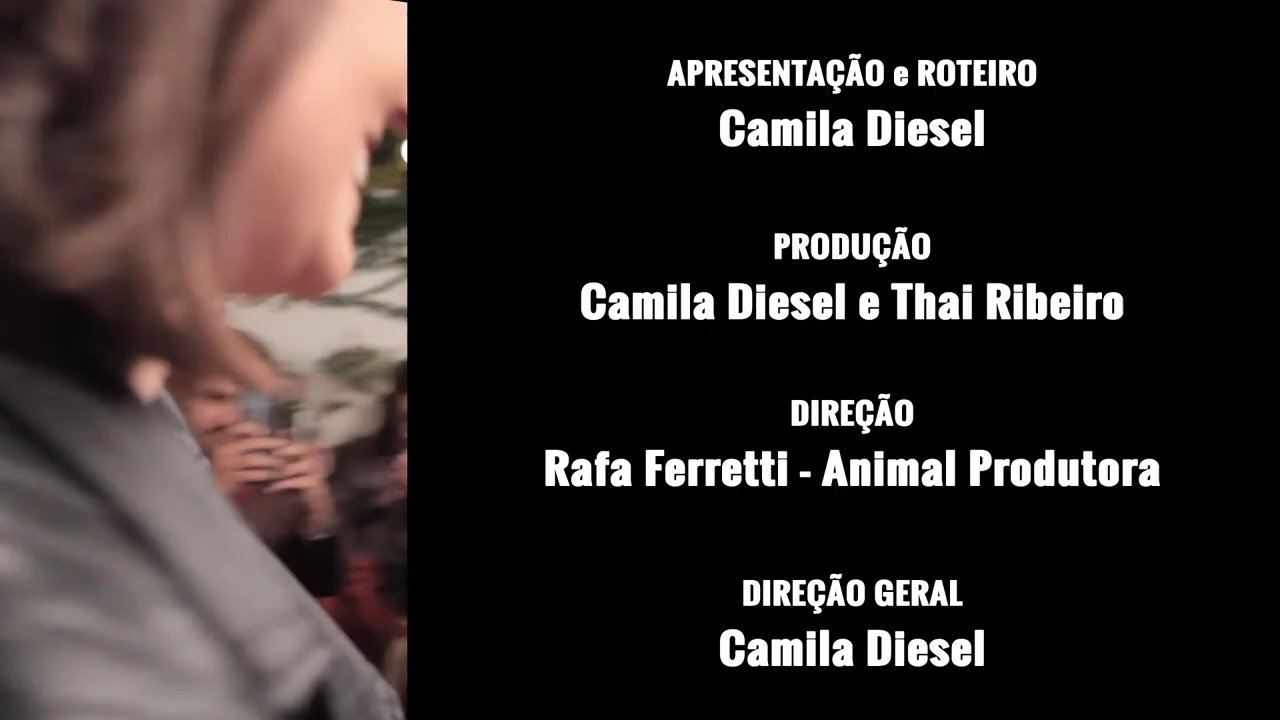 APRESENTAÇÃO e ROTEIRO
Camila Diesel
PRODUÇÃO
Camila Diesel e Thai Ribeiro
DIREÇÃO
Rafa Ferretti - Animal Produtora
DIREÇÃO GERAL
Camila Diesel